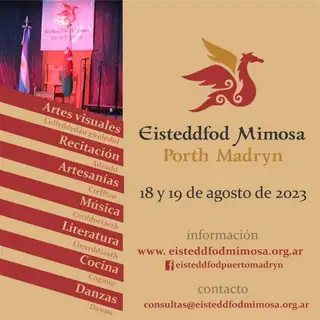 Artes visuales
Celfyddydau gweledol
Recitación
Adrodd
Artesanías
Crefftau
Música
Cerddoriaeth
Literatura
Llenyddiaeth
Cocina
Coginio
Danzas
Dawns
Eisteddfod Mimosa
Porth Madryn
18 y 19 de agosto de 2023
información
www. eisteddfodmimosa.org.ar
eisteddfodpuertomadryn
contacto
consultas@eisteddfodmimosa.org.ar